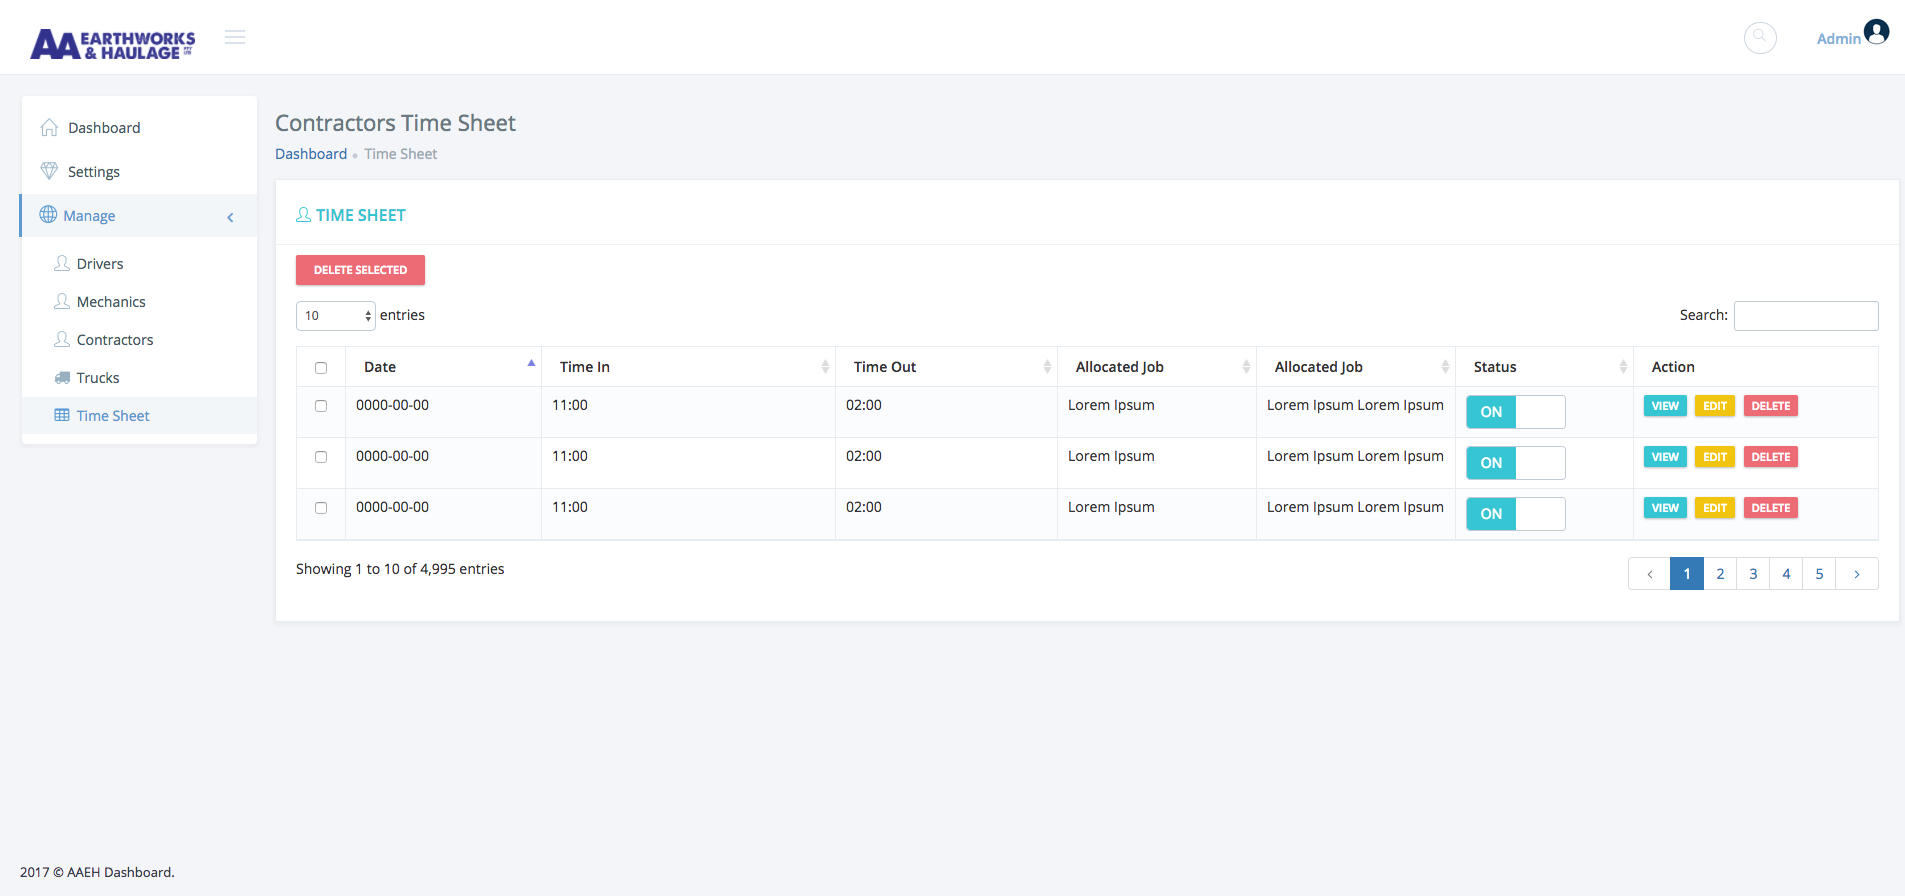 AA EARTHWORKS & HAULAGE PTY LTD
Admin
Dashboard
Settings
Manage
Drivers
Mechanics
Contractors
Trucks
Time Sheet
Contractors Time Sheet
Dashboard Time Sheet
TIME SHEET
DELETE SELECTED
10 entries
Search:
Date Time In Time Out Allocated Job Allocated Job Status Action
0000-00-00 11:00 02:00 Lorem Ipsum Lorem Ipsum Lorem Ipsum ON VIEW EDIT DELETE
0000-00-00 11:00 02:00 Lorem Ipsum Lorem Ipsum Lorem Ipsum ON VIEW EDIT DELETE
0000-00-00 11:00 02:00 Lorem Ipsum Lorem Ipsum Lorem Ipsum ON VIEW EDIT DELETE
Showing 1 to 10 of 4,995 entries
‹ 1 2 3 4 5 ›
2017 © AAEH Dashboard.